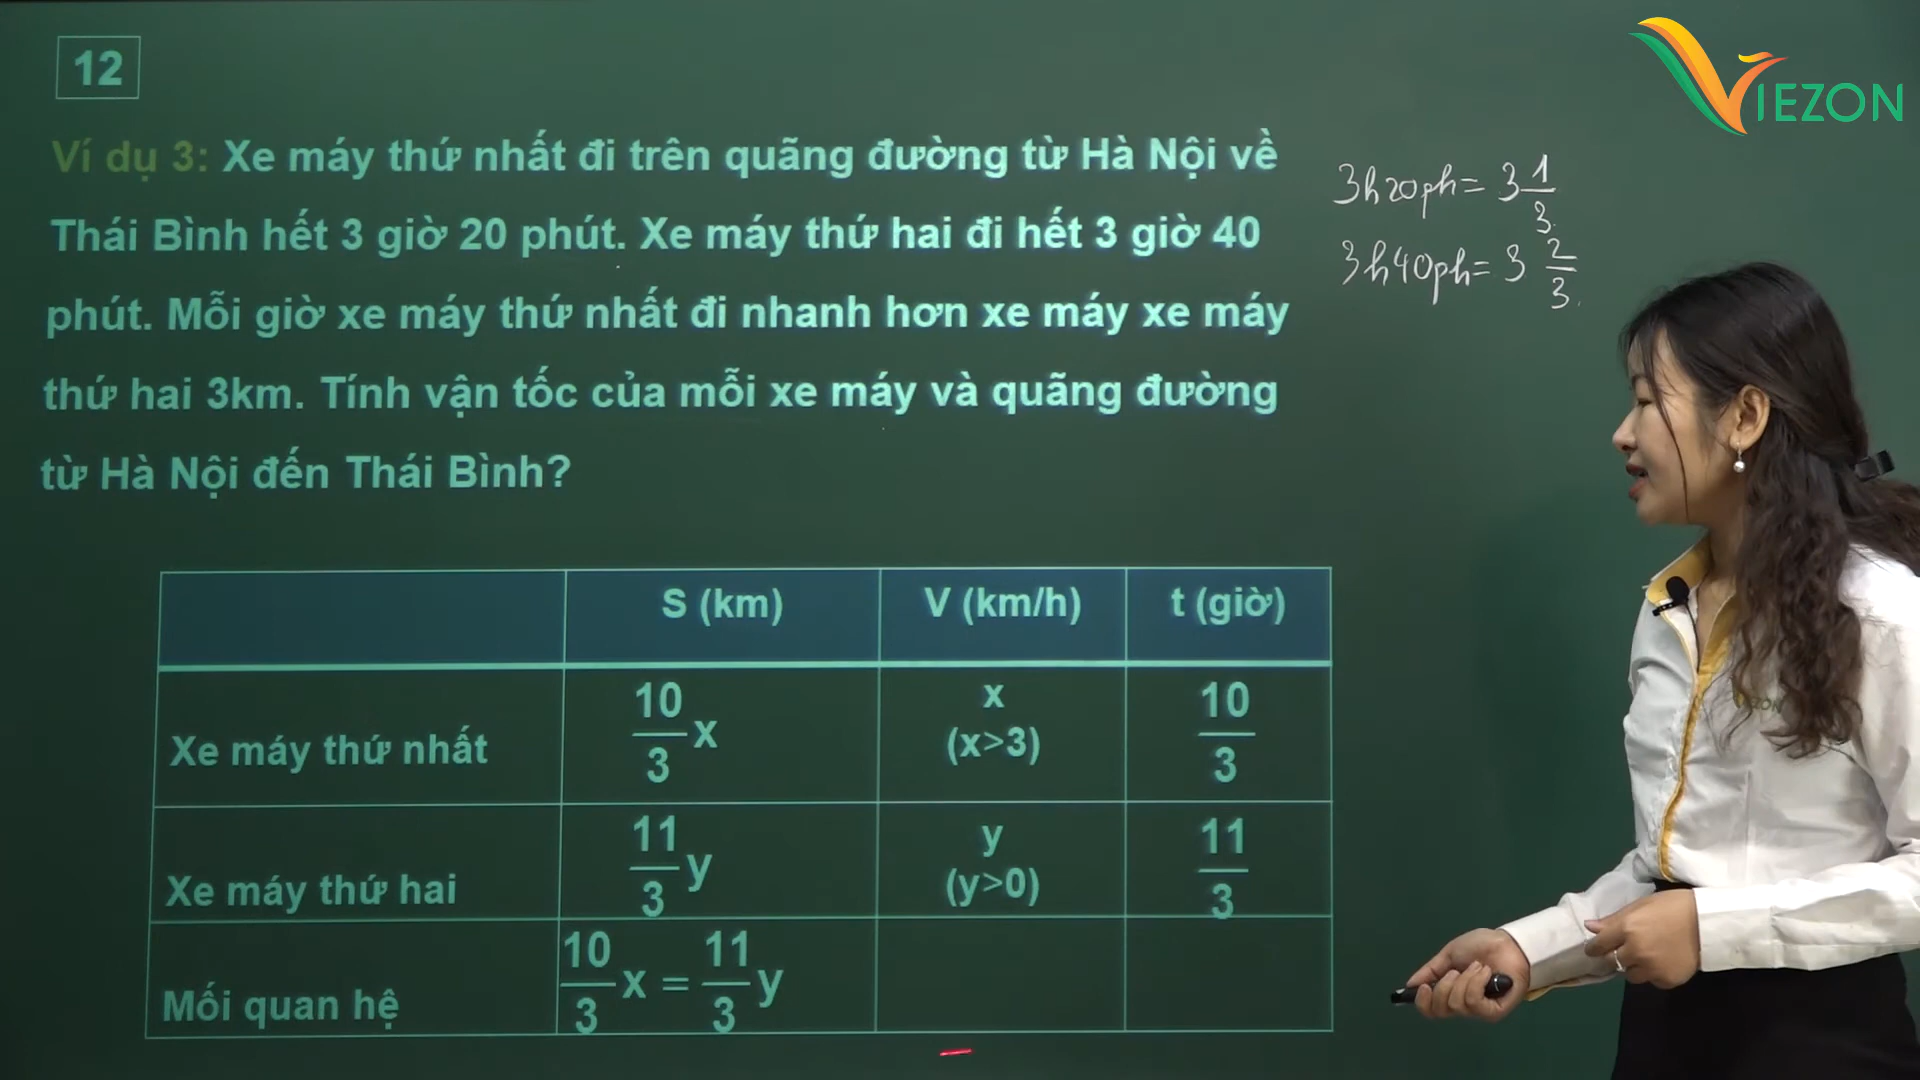 12
VIEZON
Ví dụ 3: Xe máy thứ nhất đi trên quãng đường từ Hà Nội về
Thái Bình hết 3 giờ 20 phút. Xe máy thứ hai đi hết 3 giờ 40
phút. Mỗi giờ xe máy thứ nhất đi nhanh hơn xe máy xe máy
thứ hai 3km. Tính vận tốc của mỗi xe máy và quãng đường
từ Hà Nội đến Thái Bình?
3h20ph = 3 1/3
3h40ph = 3 2/3
S (km) V (km/h) t (giờ)
Xe máy thứ nhất 10/3 x x (x>3) 10/3
Xe máy thứ hai 11/3 y y (y>0) 11/3
Mối quan hệ 10/3 x = 11/3 y